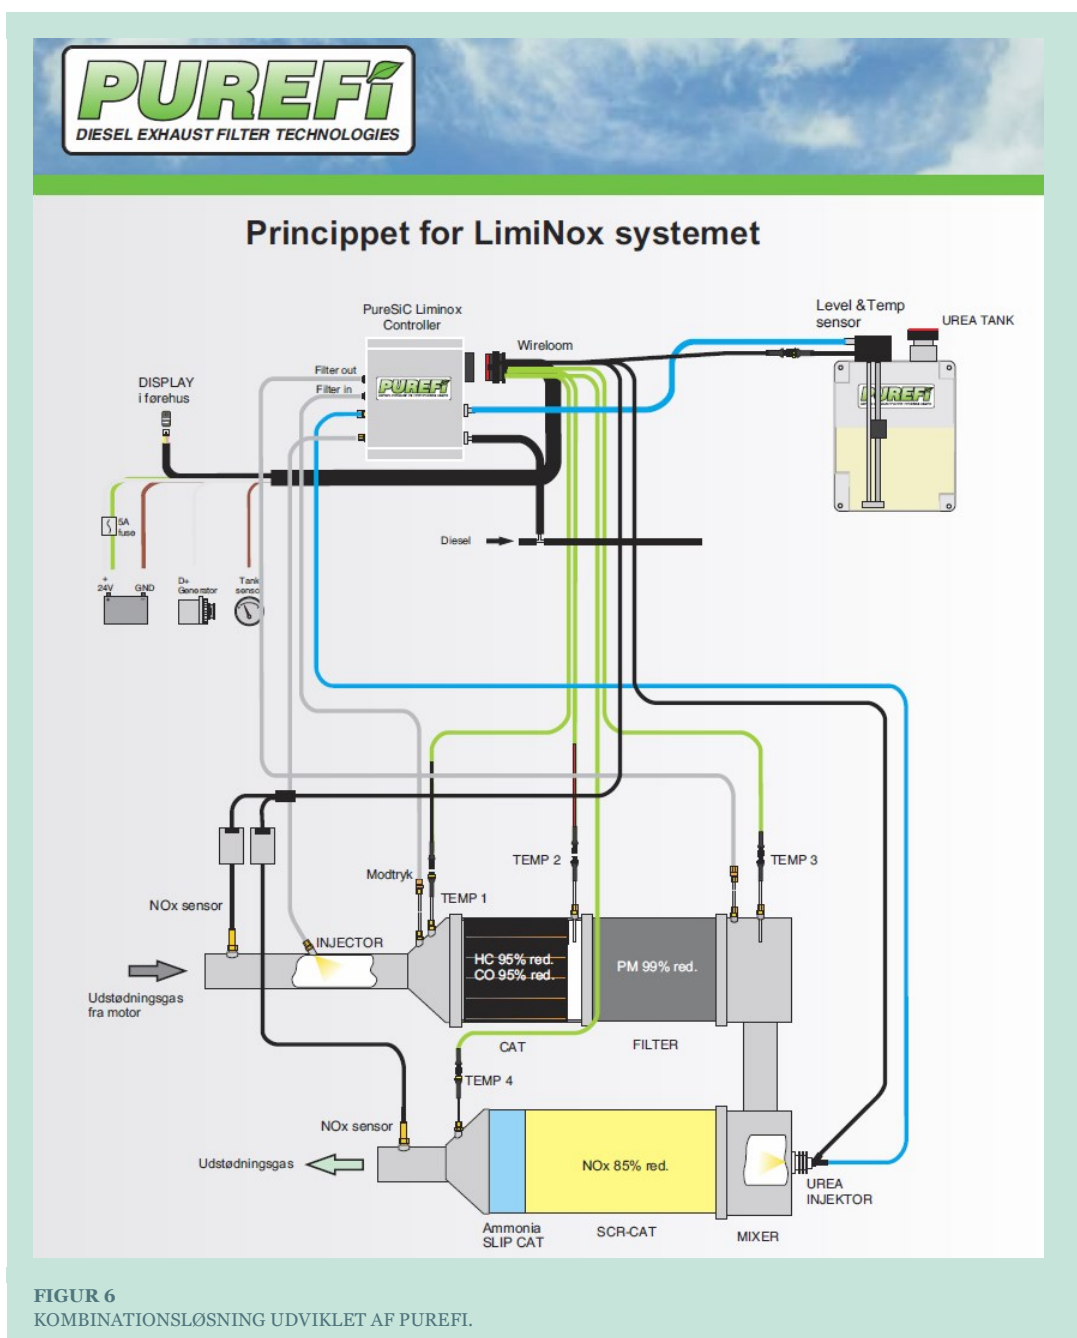 PUREFi
DIESEL EXHAUST FILTER TECHNOLOGIES
Princippet for LimiNox systemet
PureSiC Liminox
Controller
Level & Temp
sensor
UREA TANK
Wireloom
Filter out
Filter in
PUREFi
PUREFi
DISPLAY
i førehus
5A
fuse
Diesel
+
24V
GND
D+
Generator
Tank
senso
Modtryk
TEMP 1
TEMP 2
TEMP 3
NOx sensor
INJECTOR
HC 95% red.
CO 95% red.
PM 99% red.
Udstødningsgas
fra motor
CAT
FILTER
TEMP 4
NOx sensor
Udstødningsgas
NOx 85% red.
UREA
INJEKTOR
Ammonia
SLIP CAT
SCR-CAT
MIXER
FIGUR 6
KOMBINATIONSLØSNING UDVIKLET AF PUREFI.